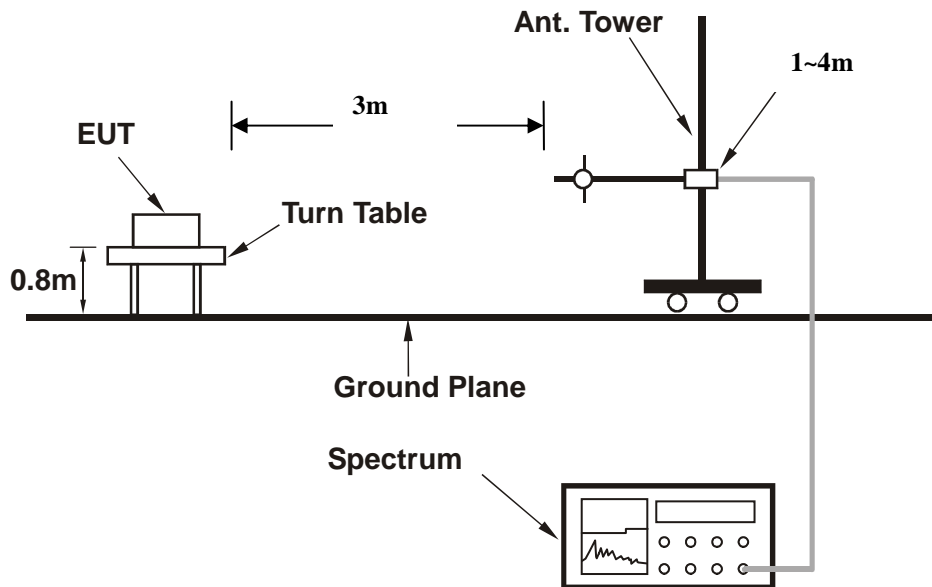 Ant. Tower
1~4m
3m
EUT
Turn Table
0.8m
Ground Plane
Spectrum